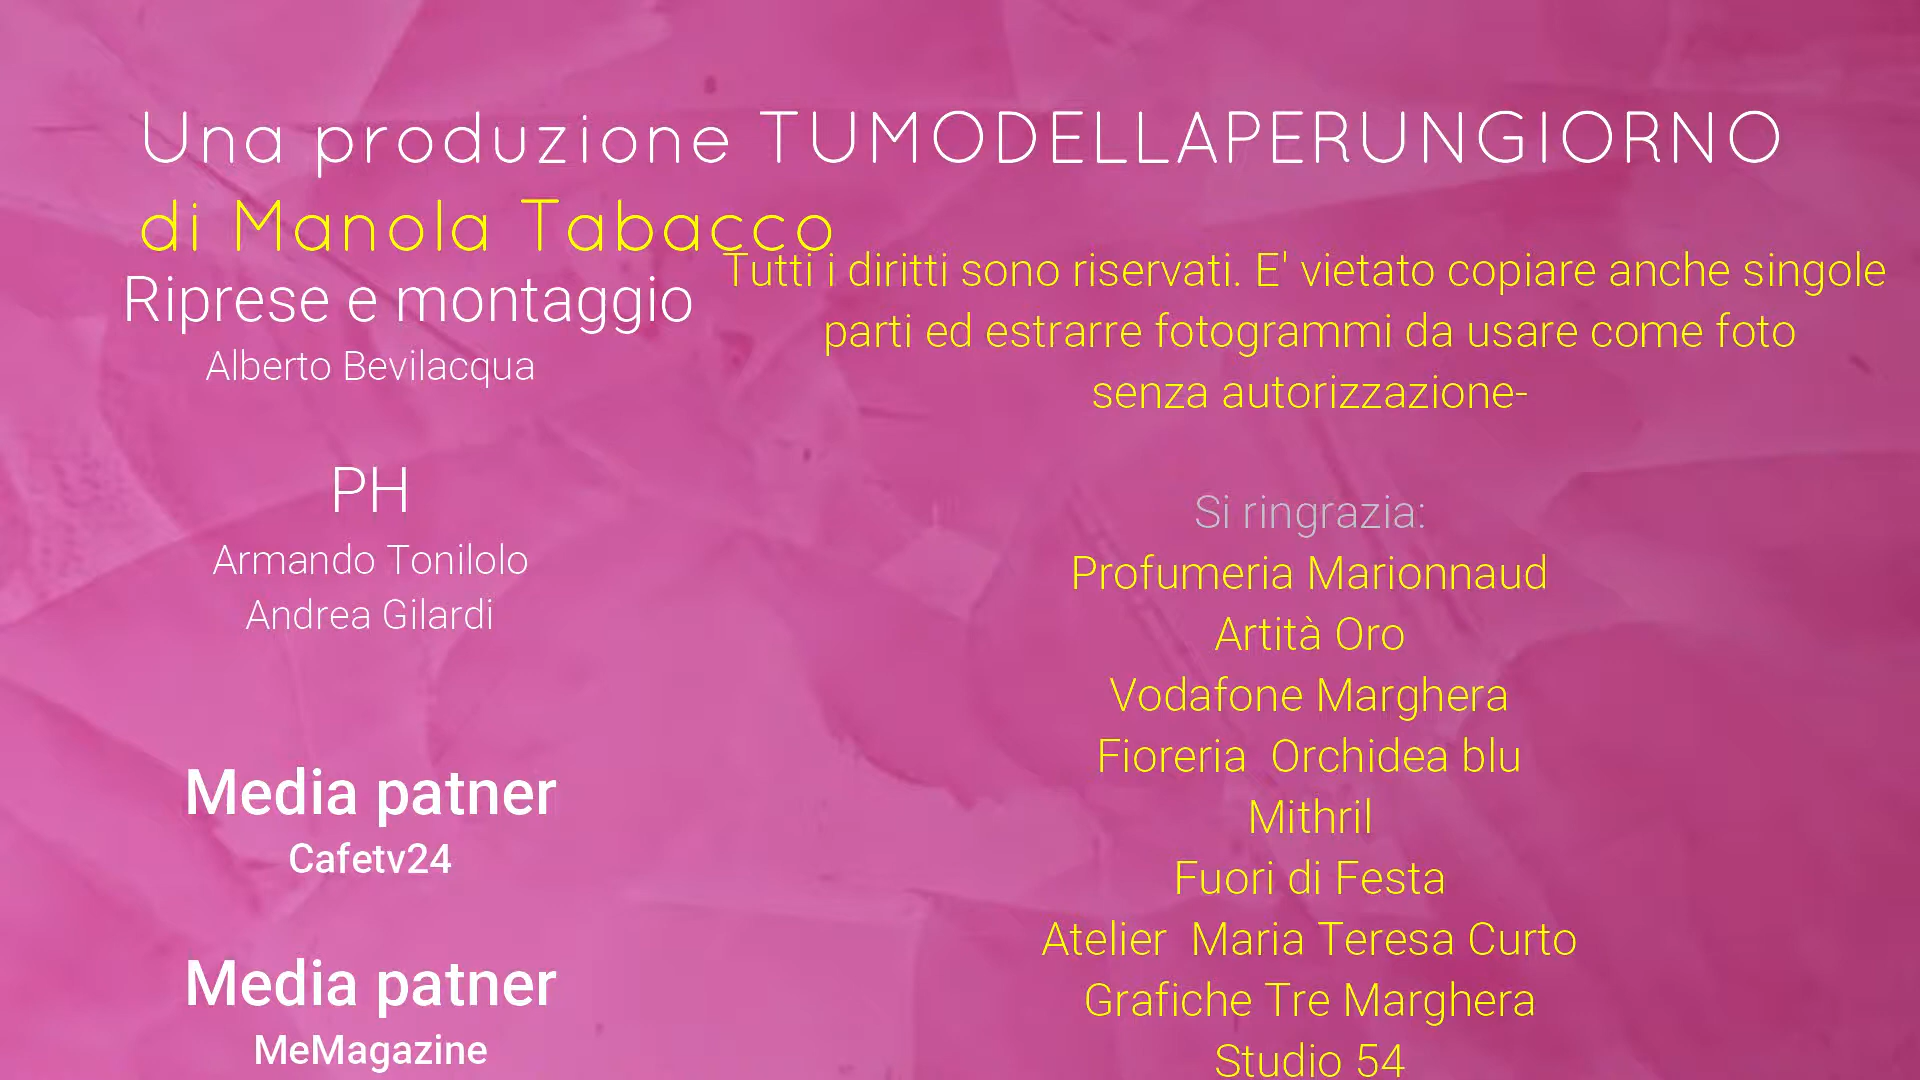 Una produzione TUMODELLAPERUNGIORNO
di Manola Tabacco
Riprese e montaggio
Alberto Bevilacqua
PH
Armando Tonilolo
Andrea Gilardi
Media patner
Cafetv24
Media patner
MeMagazine
Tutti i diritti sono riservati. E' vietato copiare anche singole
parti ed estrarre fotogrammi da usare come foto
senza autorizzazione-
Si ringrazia:
Profumeria Marionnaud
Artità Oro
Vodafone Marghera
Fioreria  Orchidea blu
Mithril
Fuori di Festa
Atelier  Maria Teresa Curto
Grafiche Tre Marghera
Studio 54